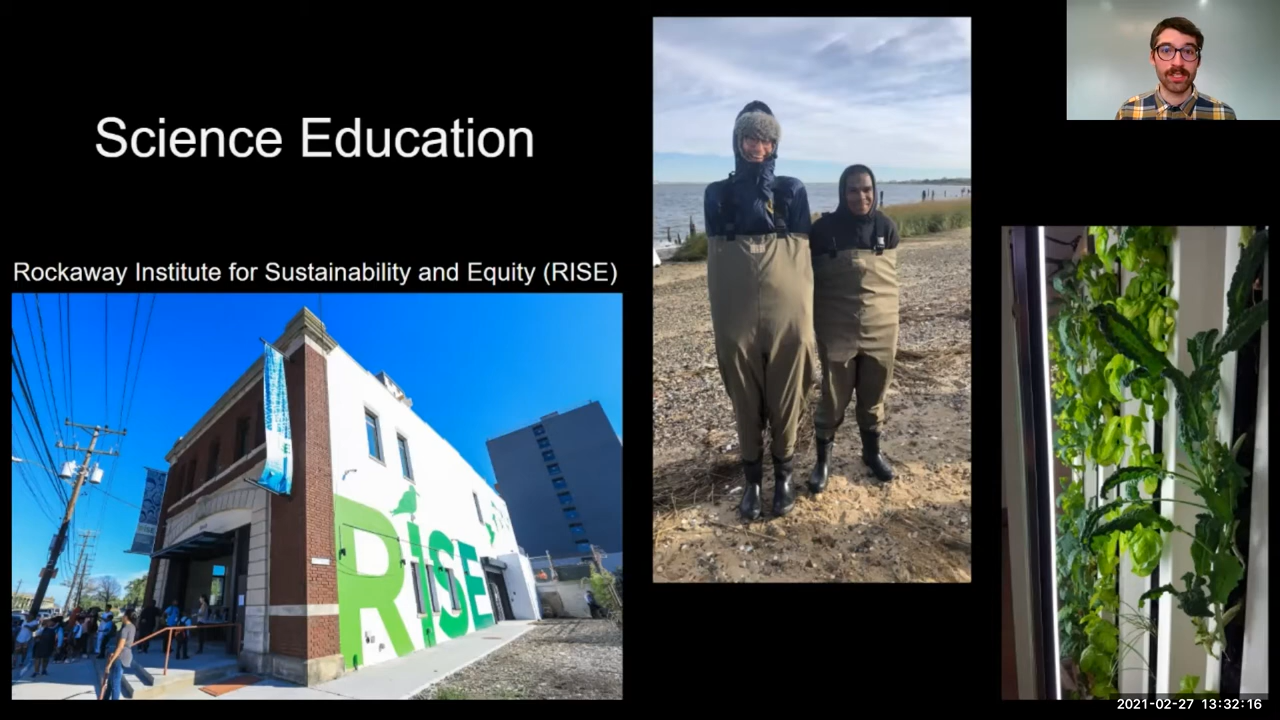 Science Education
Rockaway Institute for Sustainability and Equity (RISE)
RISE
2021-02-27 13:32:16